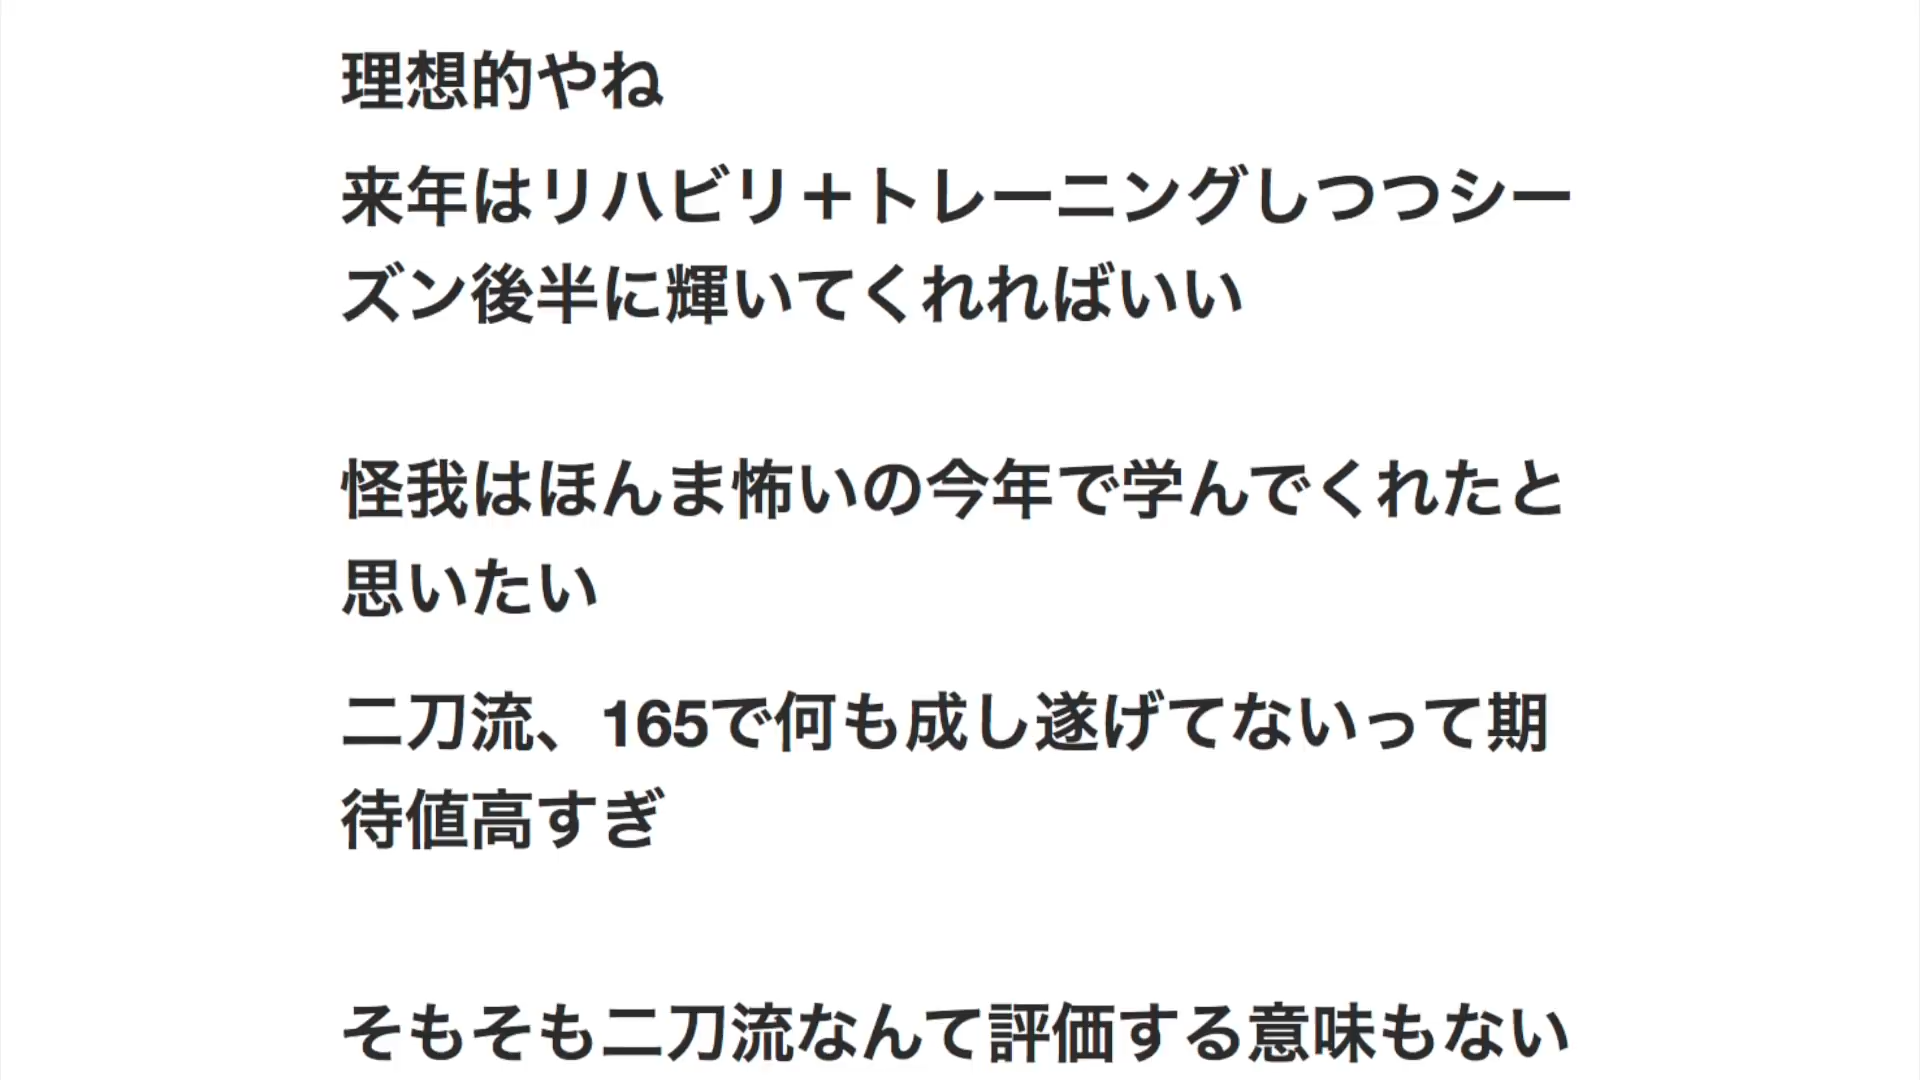 理想的やね
来年はリハビリ＋トレーニングしつつシー
ズン後半に輝いてくれればいい
怪我はほんま怖いの今年で学んでくれたと
思いたい
二刀流、165で何も成し遂げてないって期
待値高すぎ
そもそも二刀流なんて評価する意味もない